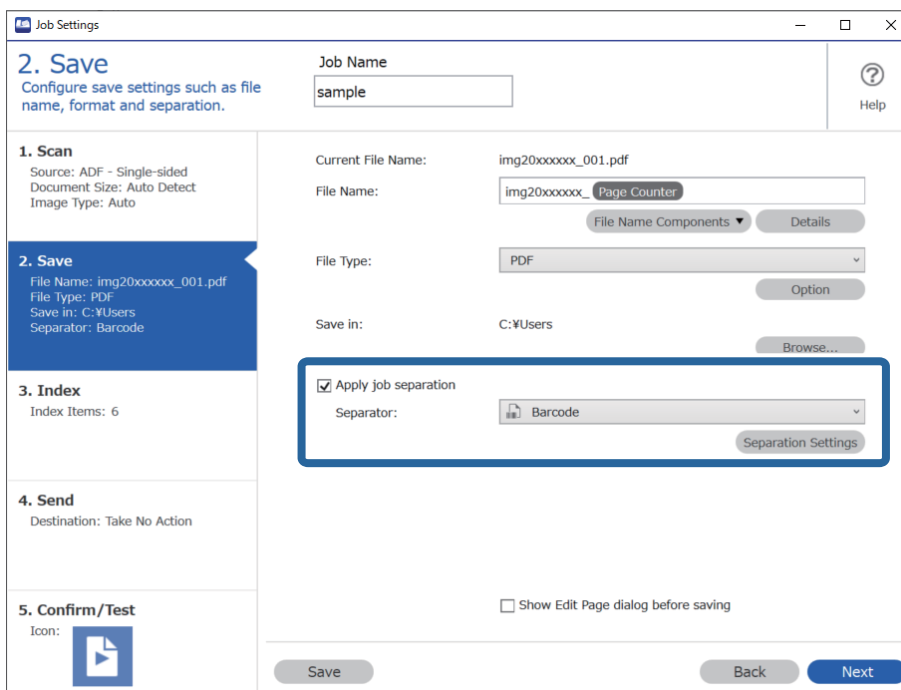 Job Settings
2. Save
Configure save settings such as file
name, format and separation.
Job Name
sample
Help
1. Scan
Source: ADF - Single-sided
Document Size: Auto Detect
Image Type: Auto
2. Save
File Name: img20xxxxxx_001.pdf
File Type: PDF
Save in: C:¥Users
Separator: Barcode
3. Index
Index Items: 6
4. Send
Destination: Take No Action
5. Confirm/Test
Icon:
Current File Name: img20xxxxxx_001.pdf
File Name: img20xxxxxx_ Page Counter
File Name Components ▼ Details
File Type: PDF
Option
Save in: C:¥Users
Browse...
Apply job separation
Separator: Barcode
Separation Settings
Show Edit Page dialog before saving
Save Back Next